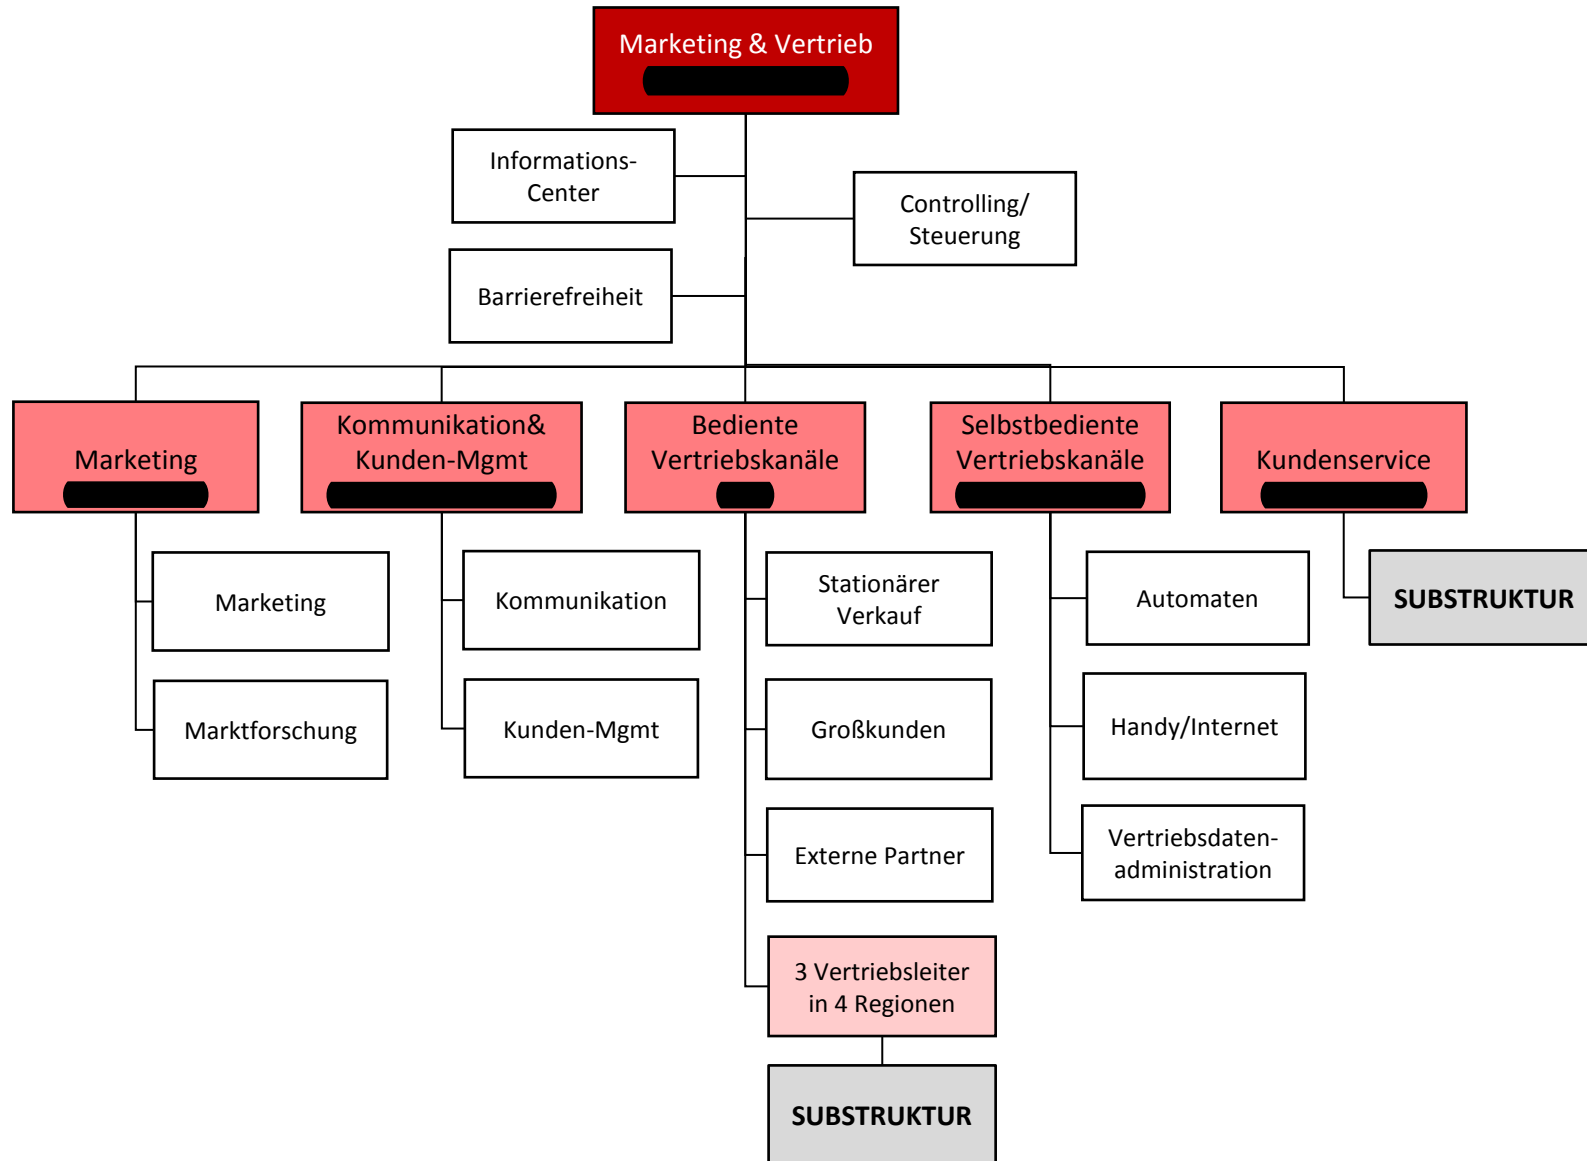 Marketing & Vertrieb
Informations-
Center
Controlling/
Steuerung
Barrierefreiheit
Marketing
Kommunikation&
Kunden-Mgmt
Bediente
Vertriebskanäle
Selbstbediente
Vertriebskanäle
Kundenservice
Marketing
Marktforschung
Kommunikation
Kunden-Mgmt
Stationärer
Verkauf
Großkunden
Externe Partner
3 Vertriebsleiter
in 4 Regionen
SUBSTRUKTUR
Automaten
Handy/Internet
Vertriebsdaten-
administration
SUBSTRUKTUR